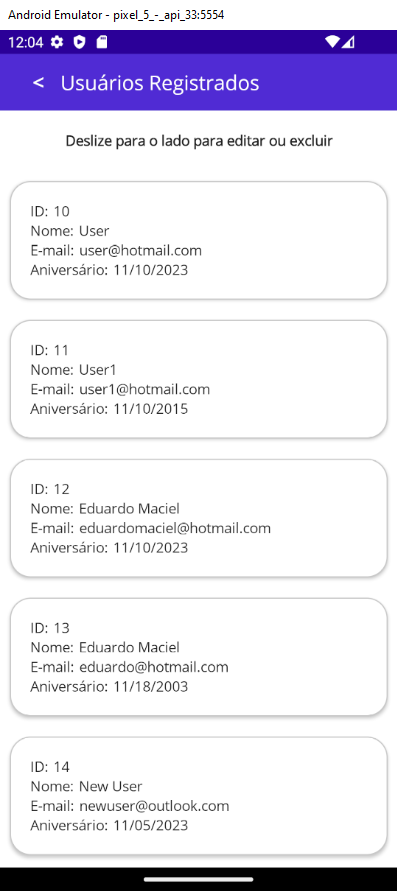 Android Emulator - pixel_5_-_api_33:5554
12:04
< Usuários Registrados
Deslize para o lado para editar ou excluir
ID: 10
Nome: User
E-mail: user@hotmail.com
Aniversário: 11/10/2023
ID: 11
Nome: User1
E-mail: user1@hotmail.com
Aniversário: 11/10/2015
ID: 12
Nome: Eduardo Maciel
E-mail: eduardomaciel@hotmail.com
Aniversário: 11/10/2023
ID: 13
Nome: Eduardo Maciel
E-mail: eduardo@hotmail.com
Aniversário: 11/18/2003
ID: 14
Nome: New User
E-mail: newuser@outlook.com
Aniversário: 11/05/2023